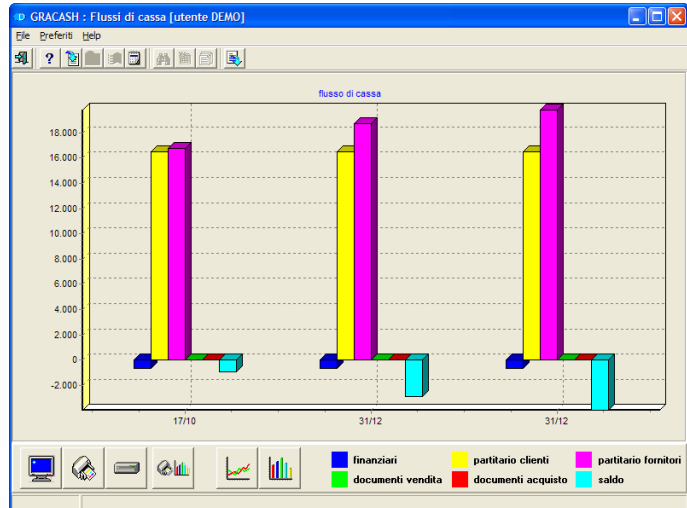 GRACASH : Flussi di cassa [utente DEMO]
File Preferiti Help
flusso di cassa
18.000
16.000
14.000
12.000
10.000
8.000
6.000
4.000
2.000
0
-2.000
17/10 31/12 31/12
finanziari partitario clienti partitario fornitori
documenti vendita documenti acquisto saldo